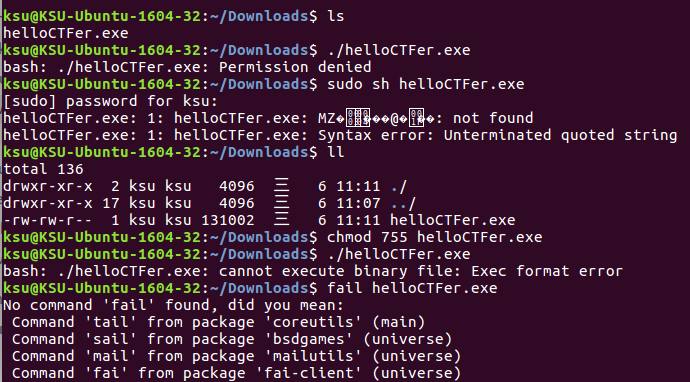 ksu@KSU-Ubuntu-1604-32:~/Downloads$ ls
helloCTFer.exe
ksu@KSU-Ubuntu-1604-32:~/Downloads$ ./helloCTFer.exe
bash: ./helloCTFer.exe: Permission denied
ksu@KSU-Ubuntu-1604-32:~/Downloads$ sudo sh helloCTFer.exe
[sudo] password for ksu:
helloCTFer.exe: 1: helloCTFer.exe: MZ�����@���: not found
helloCTFer.exe: 1: helloCTFer.exe: Syntax error: Unterminated quoted string
ksu@KSU-Ubuntu-1604-32:~/Downloads$ ll
total 136
drwxr-xr-x  2 ksu ksu   4096  三   6 11:11 ./
drwxr-xr-x 17 ksu ksu   4096  三   6 11:07 ../
-rw-rw-r--  1 ksu ksu 131002  三   6 11:11 helloCTFer.exe
ksu@KSU-Ubuntu-1604-32:~/Downloads$ chmod 755 helloCTFer.exe
ksu@KSU-Ubuntu-1604-32:~/Downloads$ ./helloCTFer.exe
bash: ./helloCTFer.exe: cannot execute binary file: Exec format error
ksu@KSU-Ubuntu-1604-32:~/Downloads$ fail helloCTFer.exe
No command 'fail' found, did you mean:
 Command 'tail' from package 'coreutils' (main)
 Command 'sail' from package 'bsdgames' (universe)
 Command 'mail' from package 'mailutils' (universe)
 Command 'fai' from package 'fai-client' (universe)